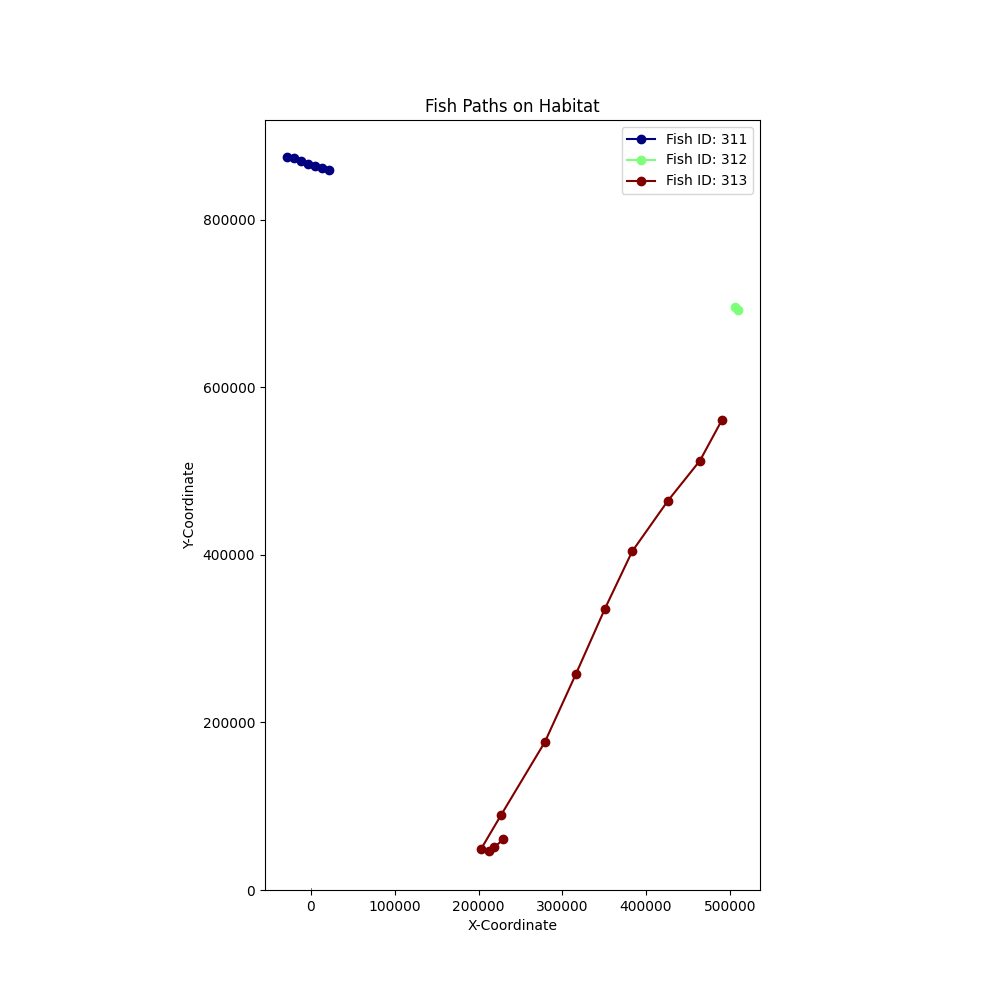 Fish Paths on Habitat
Fish ID: 311
Fish ID: 312
Fish ID: 313
800000
600000
400000
200000
0
Y-Coordinate
0 100000 200000 300000 400000 500000
X-Coordinate